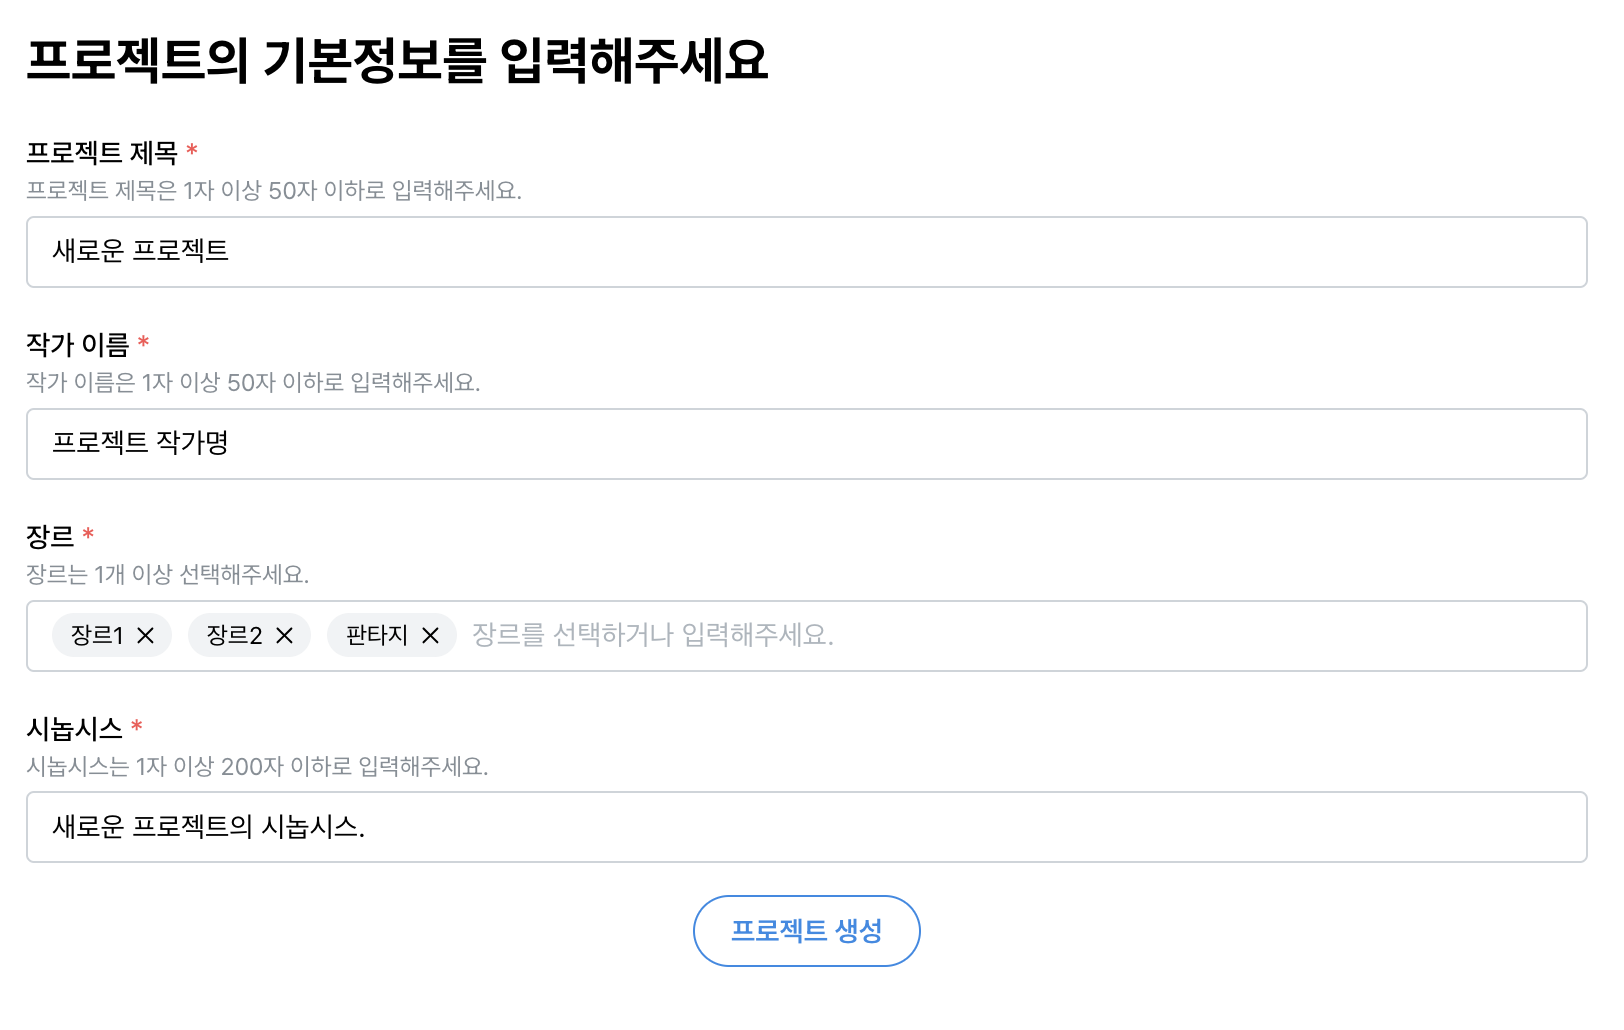 프로젝트의 기본정보를 입력해주세요
프로젝트 제목 *
프로젝트 제목은 1자 이상 50자 이하로 입력해주세요.
새로운 프로젝트
작가 이름 *
작가 이름은 1자 이상 50자 이하로 입력해주세요.
프로젝트 작가명
장르 *
장르는 1개 이상 선택해주세요.
장르1 × 장르2 × 판타지 × 장르를 선택하거나 입력해주세요.
시놉시스 *
시놉시스는 1자 이상 200자 이하로 입력해주세요.
새로운 프로젝트의 시놉시스.
프로젝트 생성